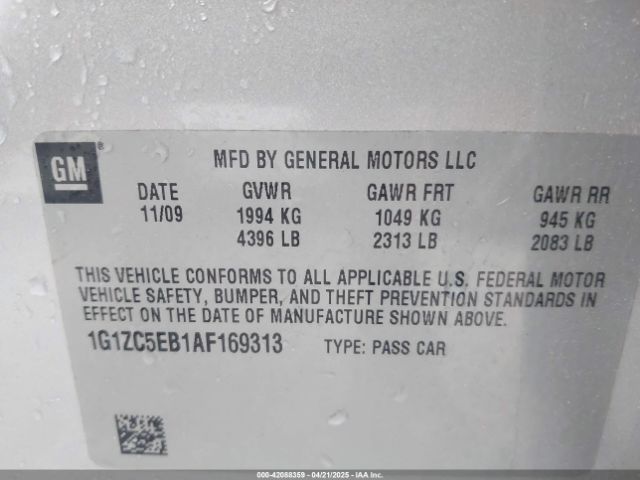 GM®
MFD BY GENERAL MOTORS LLC
DATE GVWR GAWR FRT GAWR RR
11/09 1994 KG 1049 KG 945 KG
4396 LB 2313 LB 2083 LB
THIS VEHICLE CONFORMS TO ALL APPLICABLE U.S. FEDERAL MOTOR
VEHICLE SAFETY, BUMPER, AND THEFT PREVENTION STANDARDS IN
EFFECT ON THE DATE OF MANUFACTURE SHOWN ABOVE.
1G1ZC5EB1AF169313 TYPE: PASS CAR
000-42088359 - 04/21/2025 - IAA Inc.